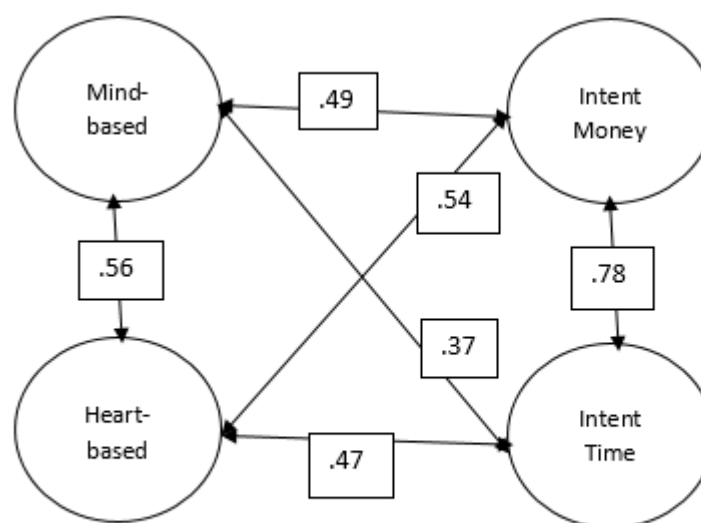 Mind-
based
.49
Intent
Money
.54
.56
.78
.37
Heart-
based
.47
Intent
Time